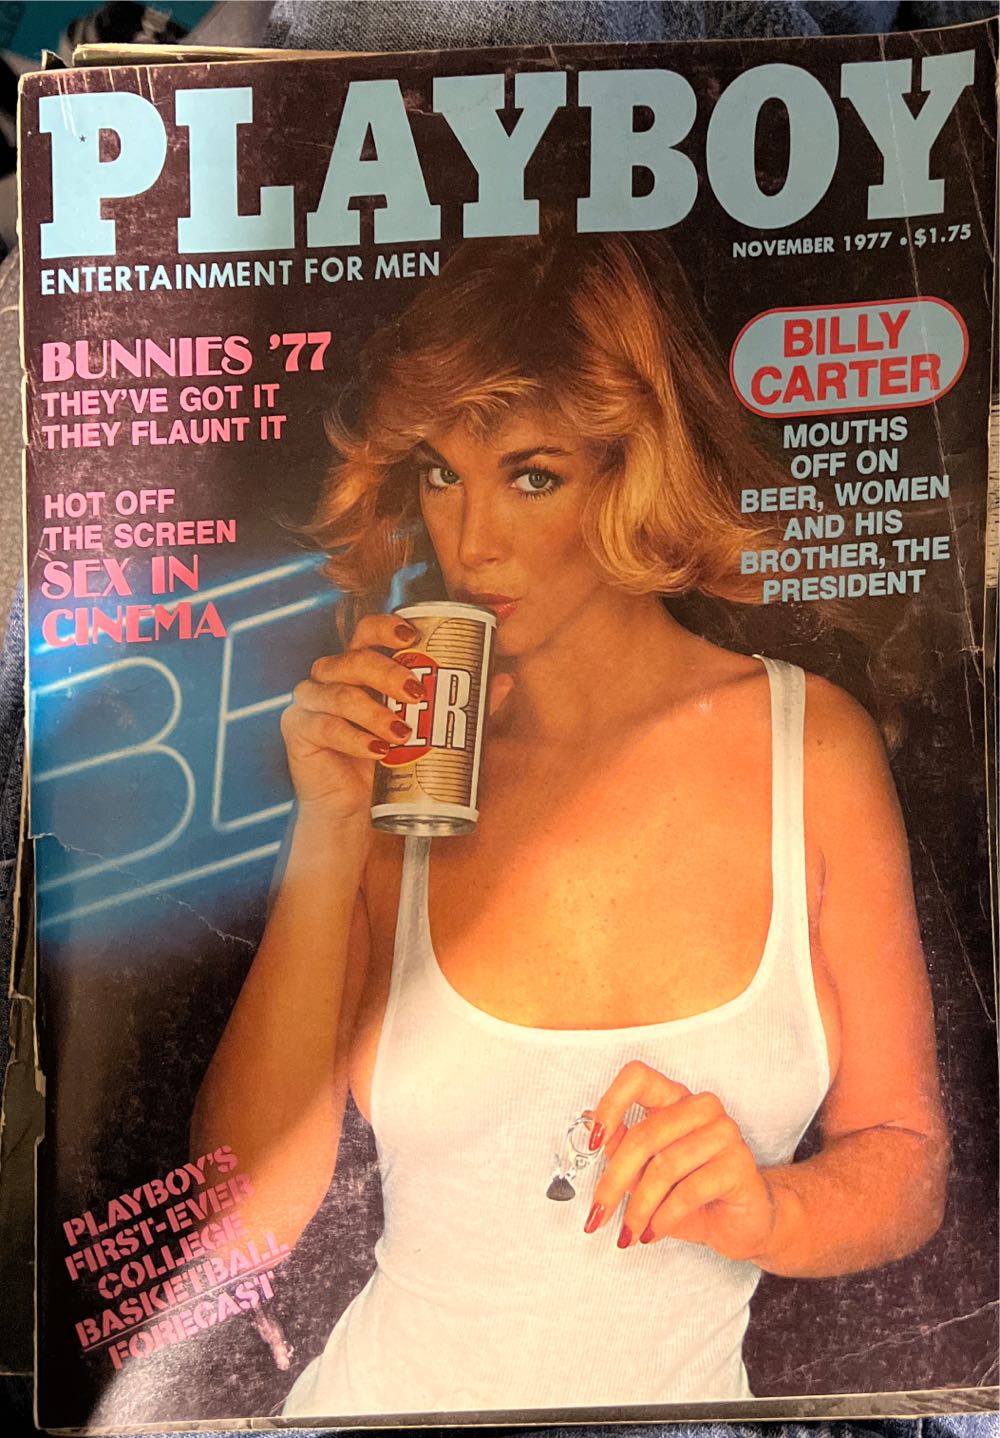 PLAYBOY
ENTERTAINMENT FOR MEN
NOVEMBER 1977 • $1.75
BUNNIES '77
THEY'VE GOT IT
THEY FLAUNT IT
HOT OFF
THE SCREEN
SEX IN
CINEMA
BILLY
CARTER
MOUTHS
OFF ON
BEER, WOMEN
AND HIS
BROTHER, THE
PRESIDENT
BE
EER
PLAYBOY'S
FIRST-EVER
COLLEGE
BASKETBALL
FORECAST